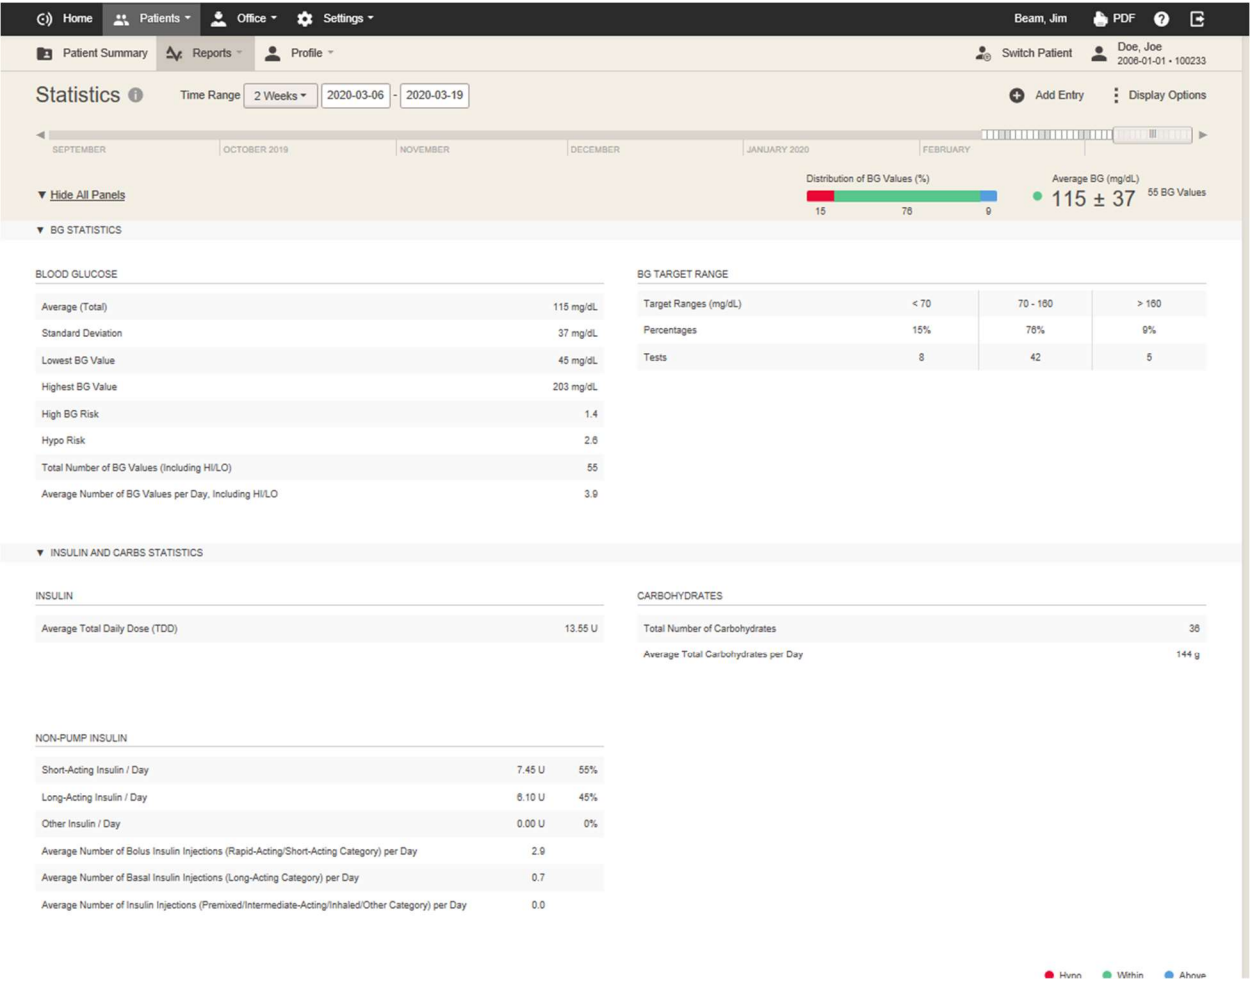 Home Patients Office Settings Beam, Jim PDF
Patient Summary Reports Profile Switch Patient Doe, Joe
2006-01-01 • 100233
Statistics Time Range 2 Weeks 2020-03-06 - 2020-03-19 Add Entry Display Options
SEPTEMBER OCTOBER 2019 NOVEMBER DECEMBER JANUARY 2020 FEBRUARY
Distribution of BG Values (%) Average BG (mg/dL)
Hide All Panels 115 ± 37 55 BG Values
15 76 9
BG STATISTICS
BLOOD GLUCOSE
Average (Total) 115 mg/dL
Standard Deviation 37 mg/dL
Lowest BG Value 45 mg/dL
Highest BG Value 203 mg/dL
High BG Risk 1.4
Hypo Risk 2.6
Total Number of BG Values (Including HI/LO) 55
Average Number of BG Values per Day, Including HI/LO 3.9
BG TARGET RANGE
Target Ranges (mg/dL) < 70 70 - 160 > 160
Percentages 15% 76% 9%
Tests 8 42 5
INSULIN AND CARBS STATISTICS
INSULIN
Average Total Daily Dose (TDD) 13.55 U
CARBOHYDRATES
Total Number of Carbohydrates 36
Average Total Carbohydrates per Day 144 g
NON-PUMP INSULIN
Short-Acting Insulin / Day 7.45 U 55%
Long-Acting Insulin / Day 6.10 U 45%
Other Insulin / Day 0.00 U 0%
Average Number of Bolus Insulin Injections (Rapid-Acting/Short-Acting Category) per Day 2.9
Average Number of Basal Insulin Injections (Long-Acting Category) per Day 0.7
Average Number of Insulin Injections (Premixed/Intermediate-Acting/Inhaled/Other Category) per Day 0.0
Hypo Within Above